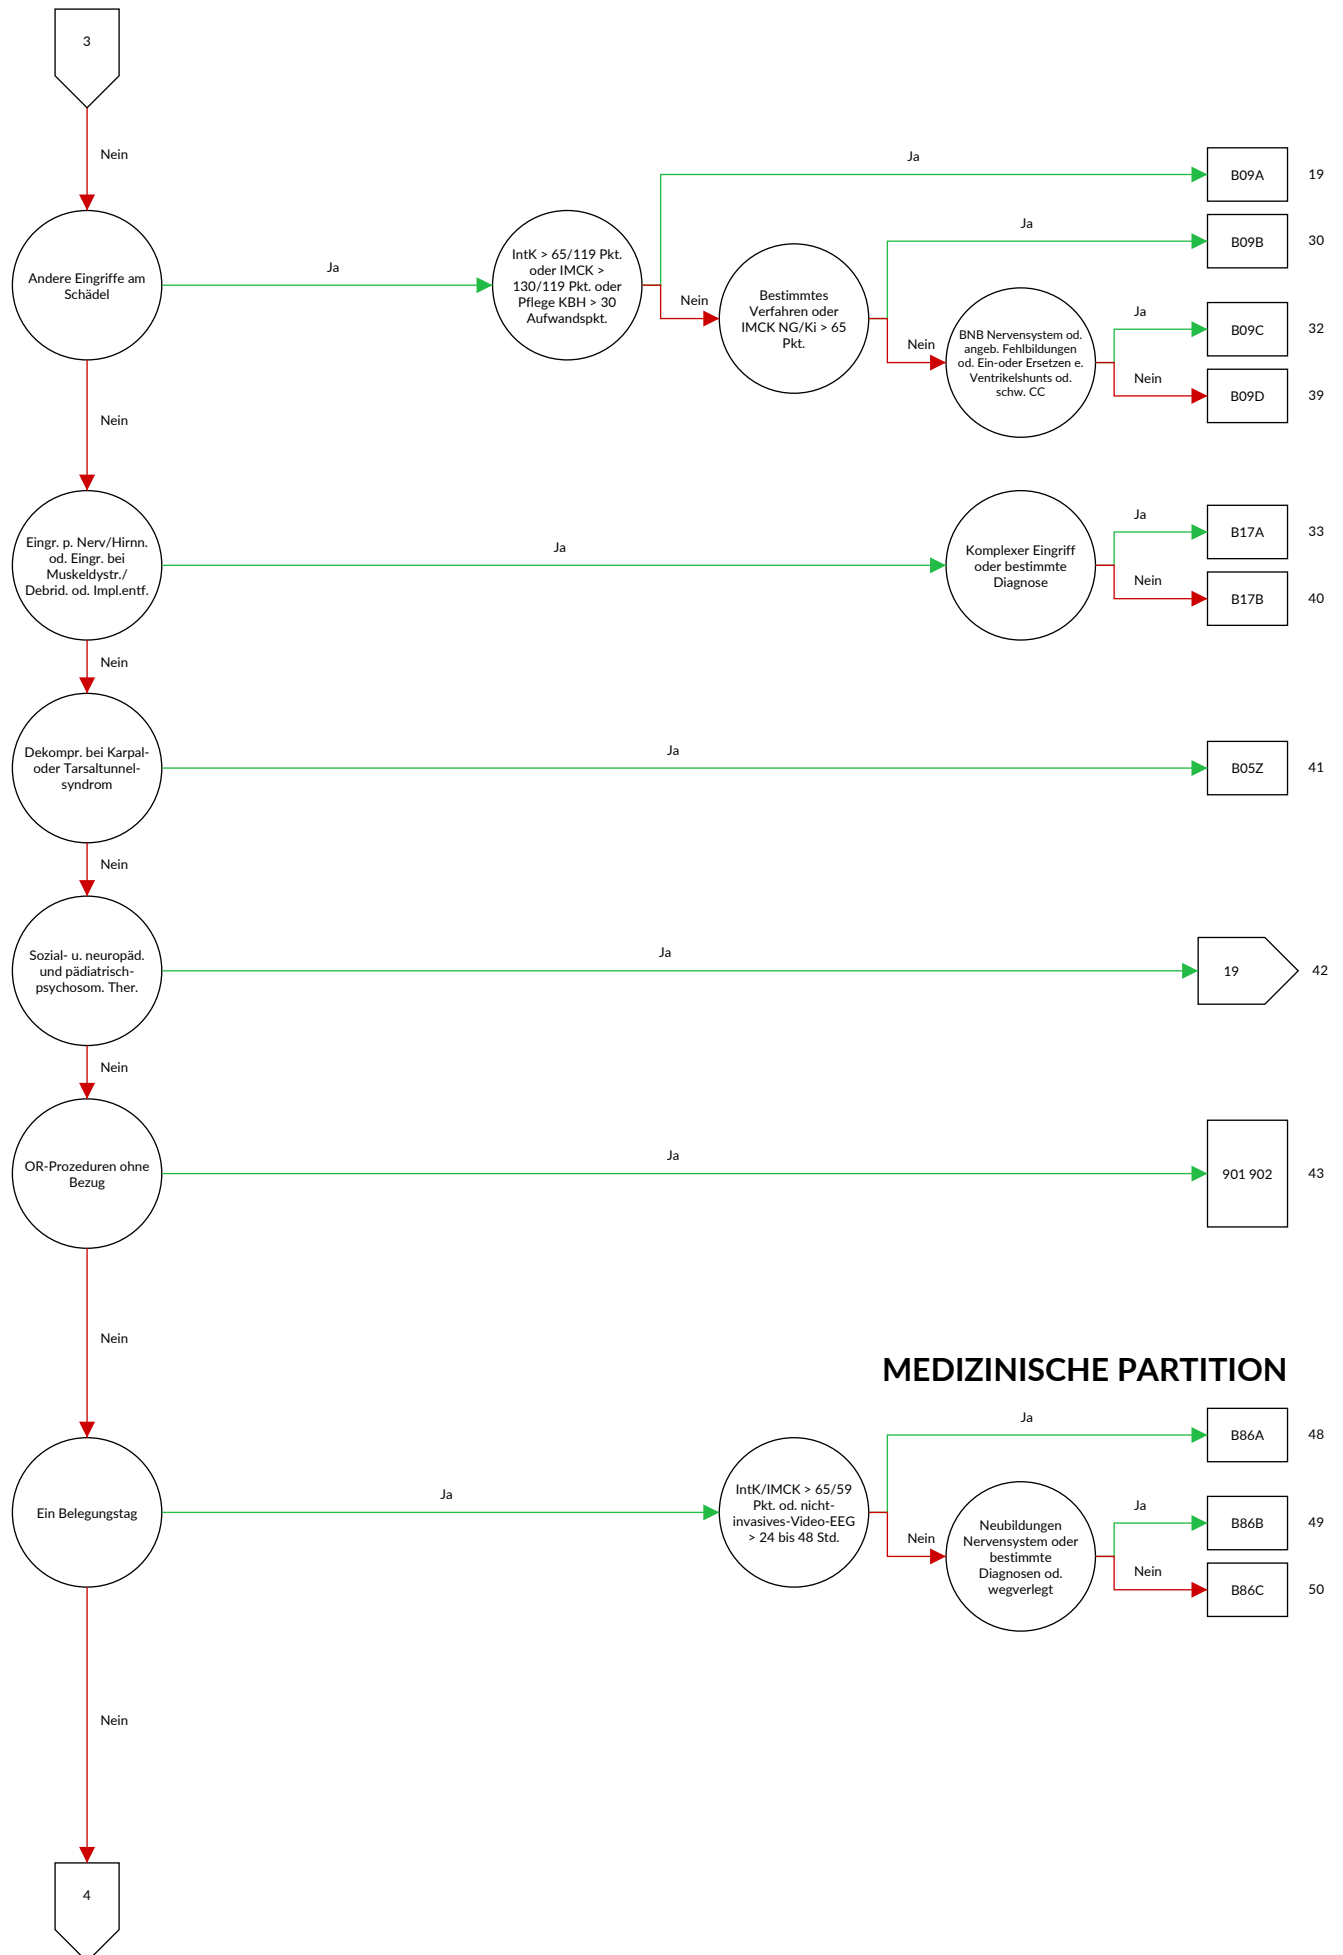 3
Nein
Andere Eingriffe am
Schädel
Ja
IntK > 65/119 Pkt.
oder IMCK >
130/119 Pkt. oder
Pflege KBH > 30
Aufwandspkt.
Ja
B09A
19
Nein
Bestimmtes
Verfahren oder
IMCK NG/Ki > 65
Pkt.
Ja
B09B
30
Nein
BNB Nervensystem od.
angeb. Fehlbildungen
od. Ein-oder Ersetzen e.
Ventrikelshunts od.
schw. CC
Ja
B09C
32
Nein
B09D
39
Nein
Eingr. p. Nerv/Hirnn.
od. Eingr. bei
Muskeldystr./
Debrid. od. Impl.entf.
Ja
Komplexer Eingriff
oder bestimmte
Diagnose
Ja
B17A
33
Nein
B17B
40
Nein
Dekompr. bei Karpal-
oder Tarsaltunnel-
syndrom
Ja
B05Z
41
Nein
Sozial- u. neuropäd.
und pädiatrisch-
psychosom. Ther.
Ja
19
42
Nein
OR-Prozeduren ohne
Bezug
Ja
901 902
43
Nein
MEDIZINISCHE PARTITION
Ein Belegungstag
Ja
IntK/IMCK > 65/59
Pkt. od. nicht-
invasives-Video-EEG
> 24 bis 48 Std.
Ja
B86A
48
Nein
Neubildungen
Nervensystem oder
bestimmte
Diagnosen od.
wegverlegt
Ja
B86B
49
Nein
B86C
50
Nein
4